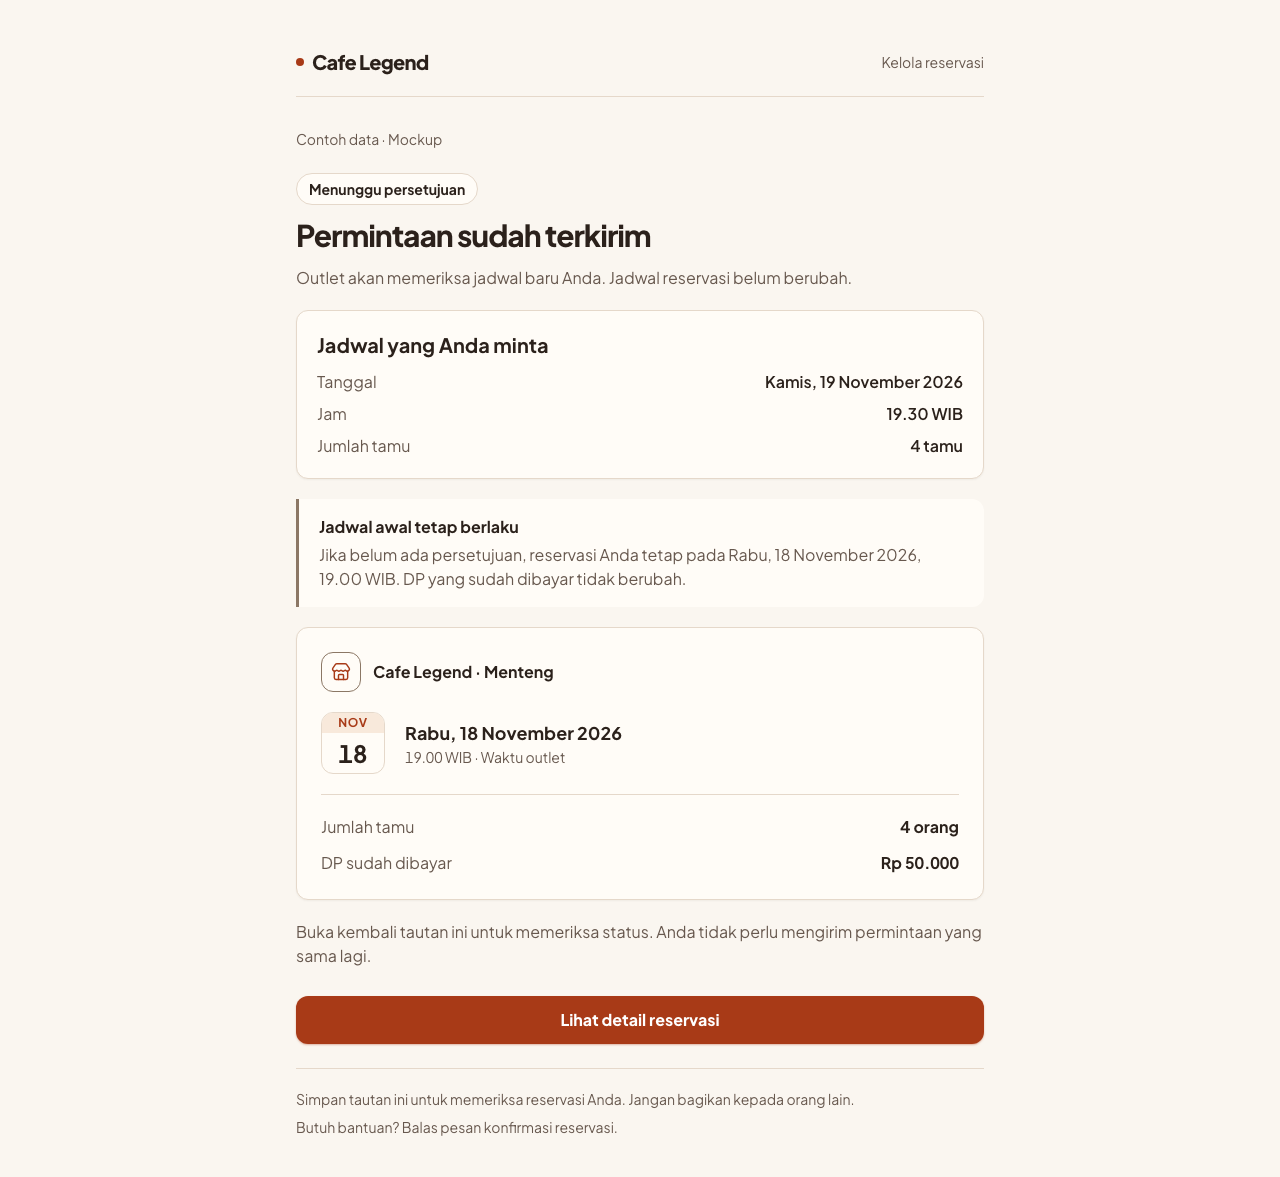 Cafe Legend
Kelola reservasi
Contoh data · Mockup
Menunggu persetujuan
Permintaan sudah terkirim
Outlet akan memeriksa jadwal baru Anda. Jadwal reservasi belum berubah.
Jadwal yang Anda minta
Tanggal Kamis, 19 November 2026
Jam 19.30 WIB
Jumlah tamu 4 tamu
Jadwal awal tetap berlaku
Jika belum ada persetujuan, reservasi Anda tetap pada Rabu, 18 November 2026,
19.00 WIB. DP yang sudah dibayar tidak berubah.
Cafe Legend · Menteng
NOV
18
Rabu, 18 November 2026
19.00 WIB · Waktu outlet
Jumlah tamu 4 orang
DP sudah dibayar Rp 50.000
Buka kembali tautan ini untuk memeriksa status. Anda tidak perlu mengirim permintaan yang
sama lagi.
Lihat detail reservasi
Simpan tautan ini untuk memeriksa reservasi Anda. Jangan bagikan kepada orang lain.
Butuh bantuan? Balas pesan konfirmasi reservasi.